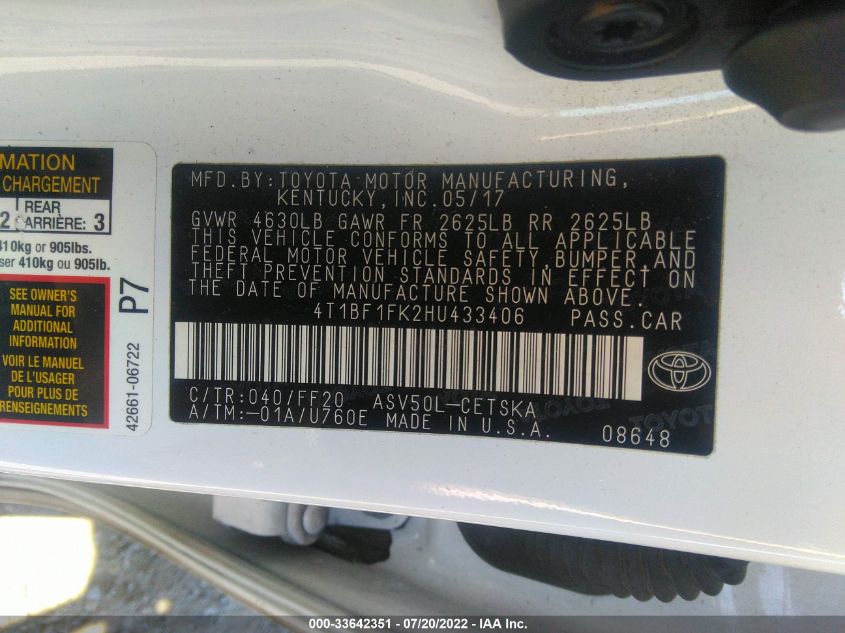 MATION
CHARGEMENT
2 REAR ARRIÈRE: 3
410kg or 905lbs.
ser 410kg ou 905lb.
SEE OWNER'S
MANUAL FOR
ADDITIONAL
INFORMATION
VOIR LE MANUEL
DE L'USAGER
POUR PLUS DE
RENSEIGNEMENTS
42661-06722 P7
MFD.BY:TOYOTA MOTOR MANUFACTURING,
KENTUCKY,INC.05/17
GVWR 4630LB GAWR FR 2625LB RR 2625LB
THIS VEHICLE CONFORMS TO ALL APPLICABLE
FEDERAL MOTOR VEHICLE SAFETY,BUMPER,AND
THEFT PREVENTION STANDARDS IN EFFECT ON
THE DATE OF MANUFACTURE SHOWN ABOVE.
4T1BF1FK2HU433406 PASS.CAR
C/TR:040/FF20 ASV50L-CETSKA
A/TM:-01A/U760E MADE IN U.S.A. 08648
000-33642351 / 07/20/2022 - IAA Inc.